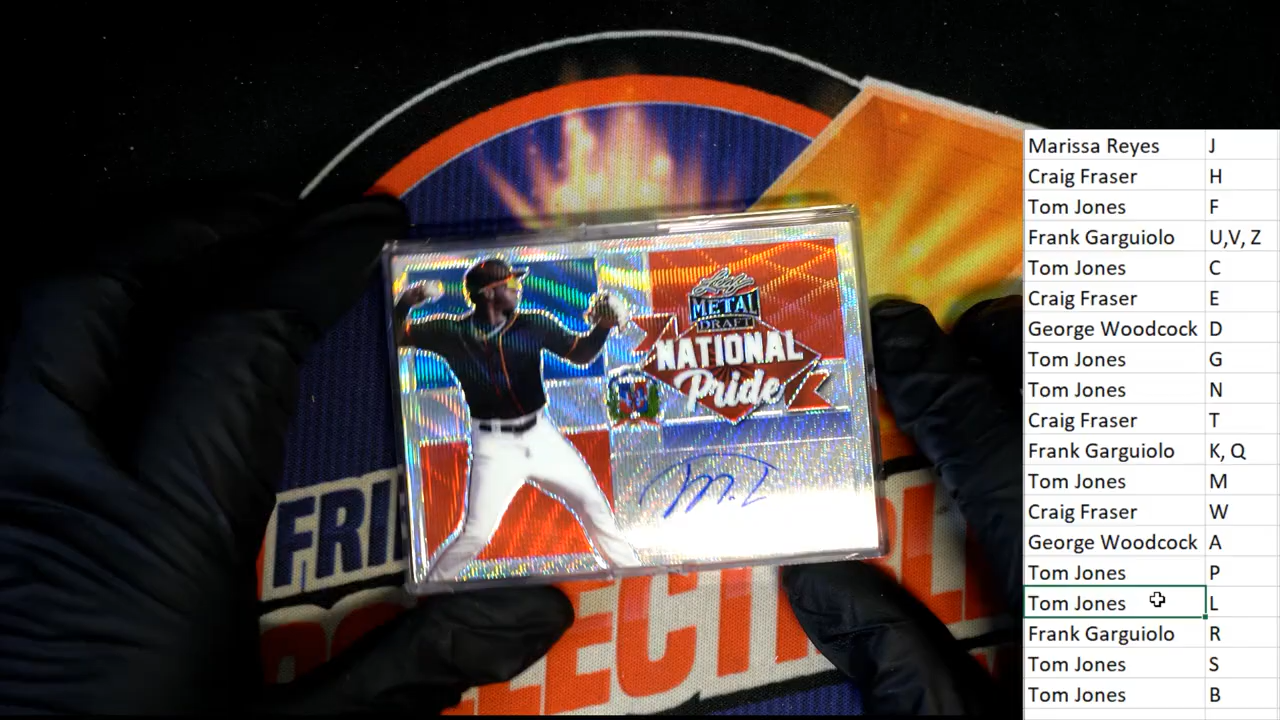 Leaf
METAL
DRAFT
NATIONAL
Pride
FRIE
Marissa Reyes J
Craig Fraser H
Tom Jones F
Frank Garguiolo U,V, Z
Tom Jones C
Craig Fraser E
George Woodcock D
Tom Jones G
Tom Jones N
Craig Fraser T
Frank Garguiolo K, Q
Tom Jones M
Craig Fraser W
George Woodcock A
Tom Jones P
Tom Jones L
Frank Garguiolo R
Tom Jones S
Tom Jones B